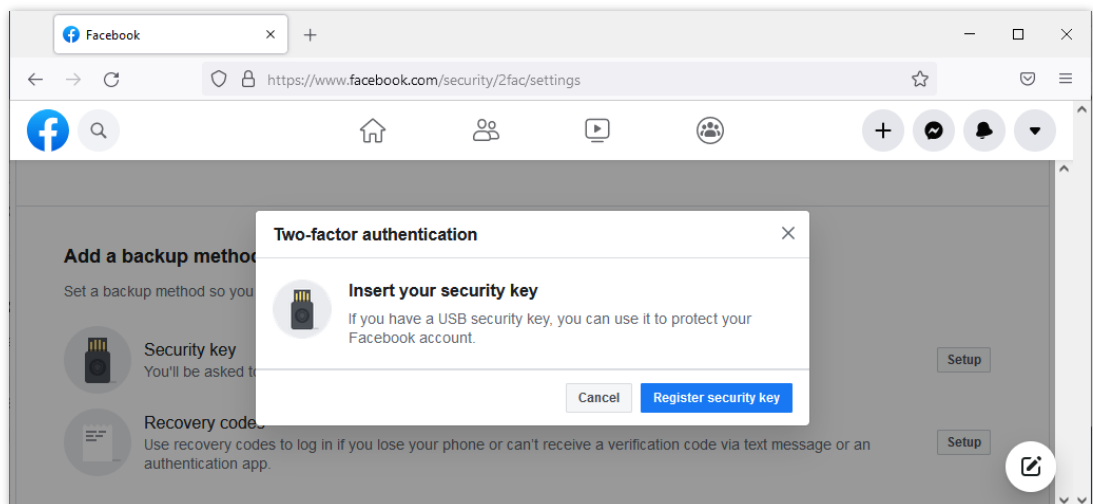 Facebook
https://www.facebook.com/security/2fac/settings
Two-factor authentication
Add a backup method
Insert your security key
Set a backup method so you
If you have a USB security key, you can use it to protect your
Facebook account.
Security key
You'll be asked to
Setup
Cancel
Register security key
Recovery codes
Use recovery codes to log in if you lose your phone or can't receive a verification code via text message or an
authentication app.
Setup